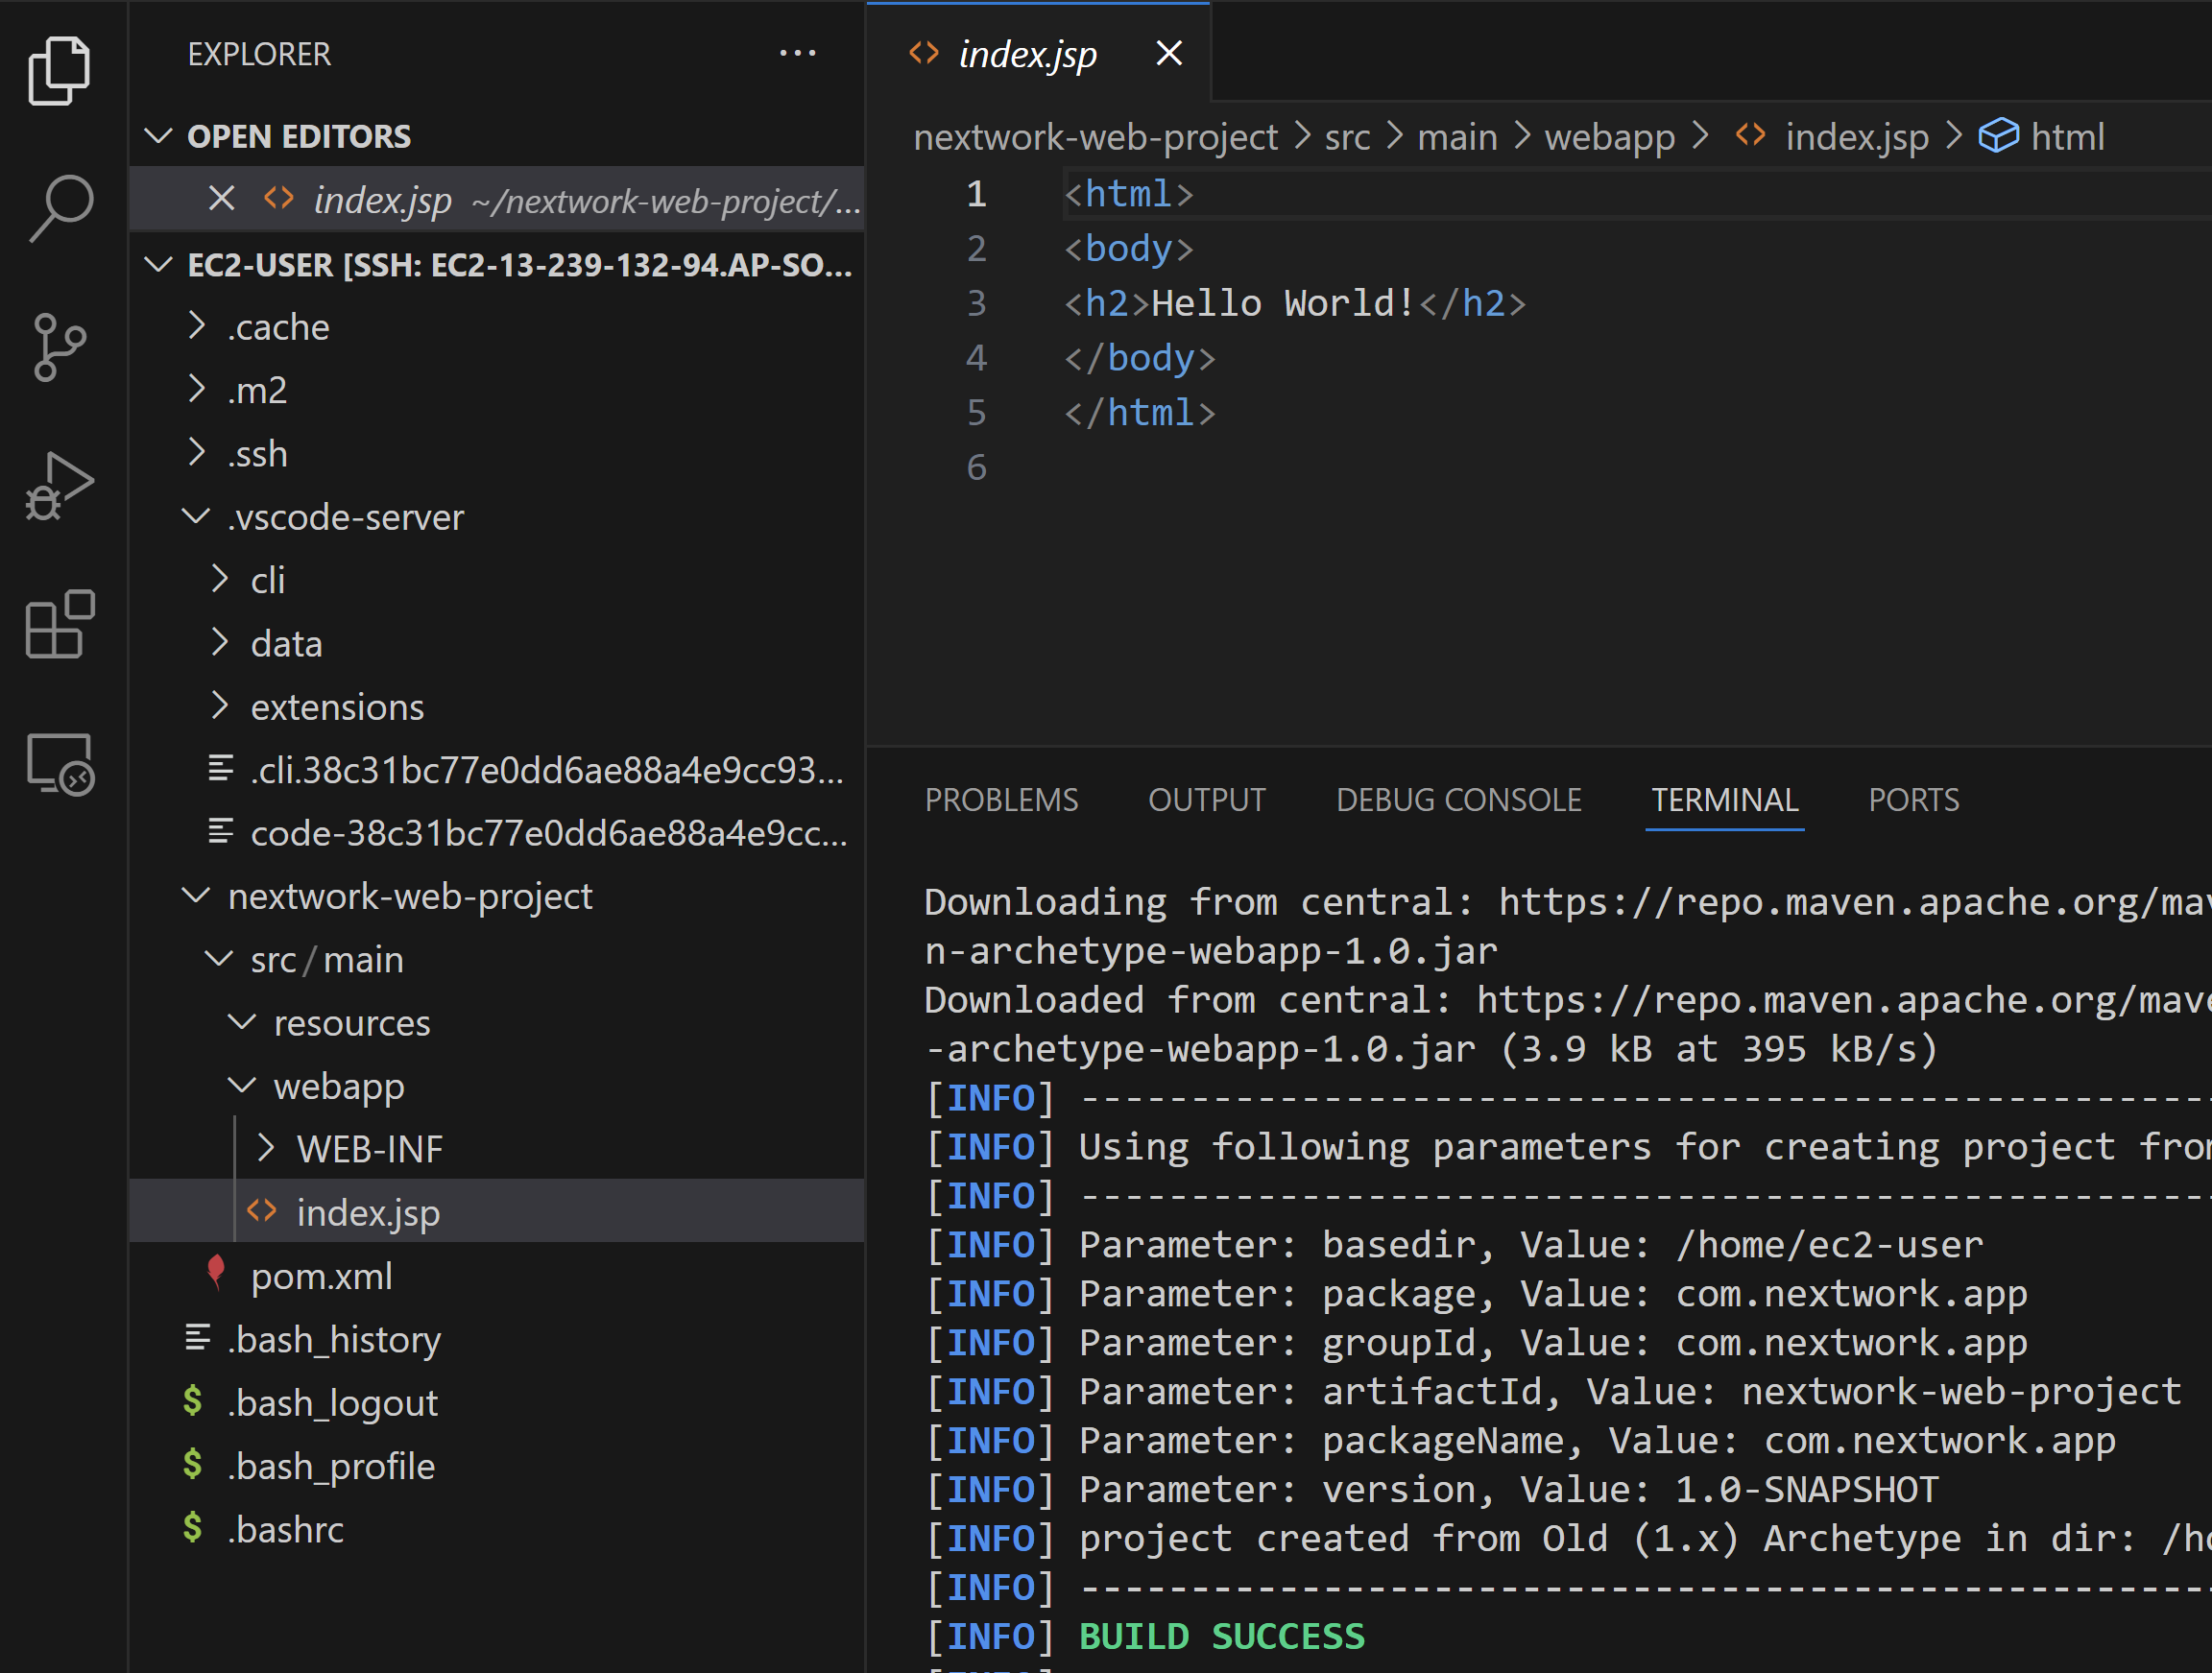 EXPLORER
OPEN EDITORS
index.jsp ~/nextwork-web-project/...
EC2-USER [SSH: EC2-13-239-132-94.AP-SO...
.cache
.m2
.ssh
.vscode-server
cli
data
extensions
.cli.38c31bc77e0dd6ae88a4e9cc93...
code-38c31bc77e0dd6ae88a4e9cc...
nextwork-web-project
src/main
resources
webapp
WEB-INF
index.jsp
pom.xml
.bash_history
.bash_logout
.bash_profile
.bashrc
index.jsp
nextwork-web-project > src > main > webapp > index.jsp > html
1 <html>
2 <body>
3 <h2>Hello World!</h2>
4 </body>
5 </html>
6
PROBLEMS OUTPUT DEBUG CONSOLE TERMINAL PORTS
Downloading from central: https://repo.maven.apache.org/mav
n-archetype-webapp-1.0.jar
Downloaded from central: https://repo.maven.apache.org/mave
-archetype-webapp-1.0.jar (3.9 kB at 395 kB/s)
[INFO] ----------------------------------------------------
[INFO] Using following parameters for creating project from
[INFO] ----------------------------------------------------
[INFO] Parameter: basedir, Value: /home/ec2-user
[INFO] Parameter: package, Value: com.nextwork.app
[INFO] Parameter: groupId, Value: com.nextwork.app
[INFO] Parameter: artifactId, Value: nextwork-web-project
[INFO] Parameter: packageName, Value: com.nextwork.app
[INFO] Parameter: version, Value: 1.0-SNAPSHOT
[INFO] project created from Old (1.x) Archetype in dir: /ho
[INFO] ----------------------------------------------------
[INFO] BUILD SUCCESS